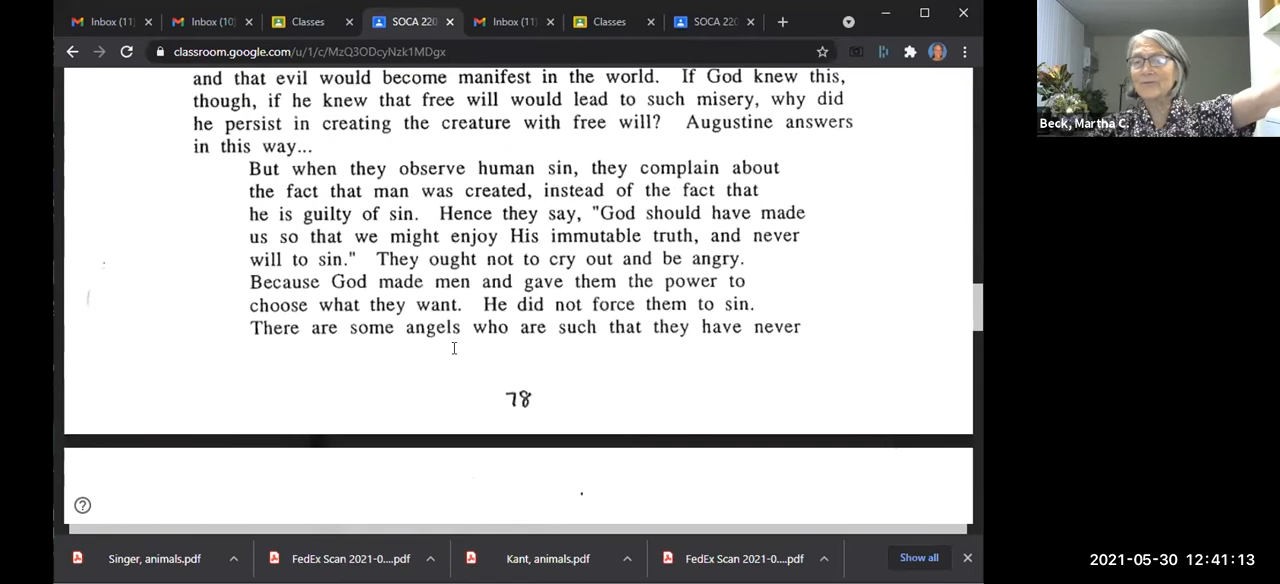 Inbox (11)
Inbox (10)
Classes
SOCA 220
Inbox (11)
Classes
SOCA 220
classroom.google.com/u/1/c/MzQ3ODcyNzk1MDgx
and that evil would become manifest in the world. If God knew this,
though, if he knew that free will would lead to such misery, why did
he persist in creating the creature with free will? Augustine answers
in this way...
But when they observe human sin, they complain about
the fact that man was created, instead of the fact that
he is guilty of sin. Hence they say, "God should have made
us so that we might enjoy His immutable truth, and never
will to sin." They ought not to cry out and be angry.
Because God made men and gave them the power to
choose what they want. He did not force them to sin.
There are some angels who are such that they have never
78
Beck, Martha C.
Singer, animals.pdf
FedEx Scan 2021-0....pdf
Kant, animals.pdf
FedEx Scan 2021-0....pdf
Show all
2021-05-30 12:41:13